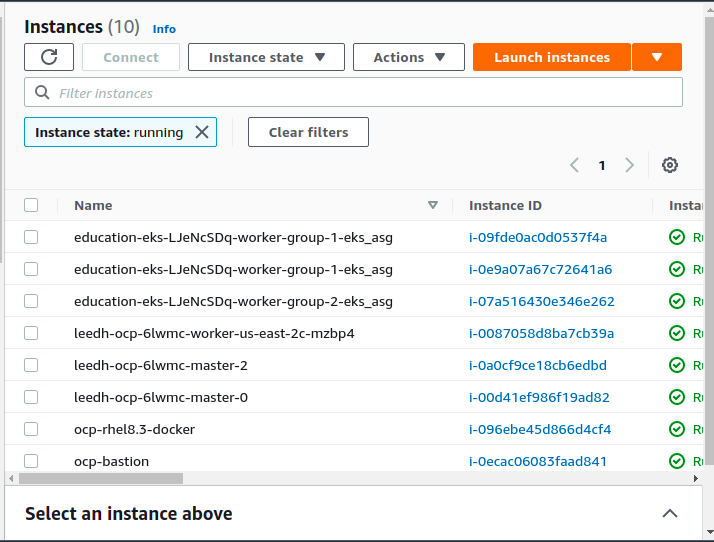 Instances (10) Info
Connect Instance state Actions Launch instances
Filter instances
Instance state: running Clear filters
1
Name Instance ID Insta
education-eks-LJeNcSDq-worker-group-1-eks_asg i-09fde0ac0d0537f4a Ru
education-eks-LJeNcSDq-worker-group-1-eks_asg i-0e9a07a67c72641a6 Ru
education-eks-LJeNcSDq-worker-group-2-eks_asg i-07a516430e346e262 Ru
leedh-ocp-6lwmc-worker-us-east-2c-mzbp4 i-0087058d8ba7cb39a Ru
leedh-ocp-6lwmc-master-2 i-0a0cf9ce18cb6edbd Ru
leedh-ocp-6lwmc-master-0 i-00d41ef986f19ad82 Ru
ocp-rhel8.3-docker i-096ebe45d866d4cf4 Ru
ocp-bastion i-0ecac06083faad841 Ru
Select an instance above